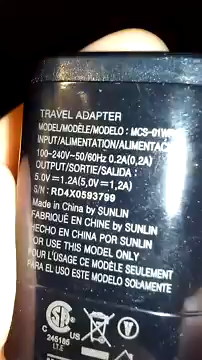 TRAVEL ADAPTER
MODEL/MODÈLE/MODELO: MCS-01W
INPUT/ALIMENTATION/ALIMENTAC
100-240V~50/60Hz 0.2A(0,2A)
OUTPUT/SORTIE/SALIDA:
5.0V⎓1.2A(5,0V⎓1,2A)
S/N: RD4X0593799
Made in China by SUNLIN
FABRIQUÉ EN CHINE BY SUNLIN
HECHO EN CHINA POR SUNLIN
FOR USE THIS MODEL ONLY
POUR L'USAGE CE MODÈLE SEULEMENT
PARA EL USO ESTE MODELO SOLAMENTE
C US V
245185
I.T.E